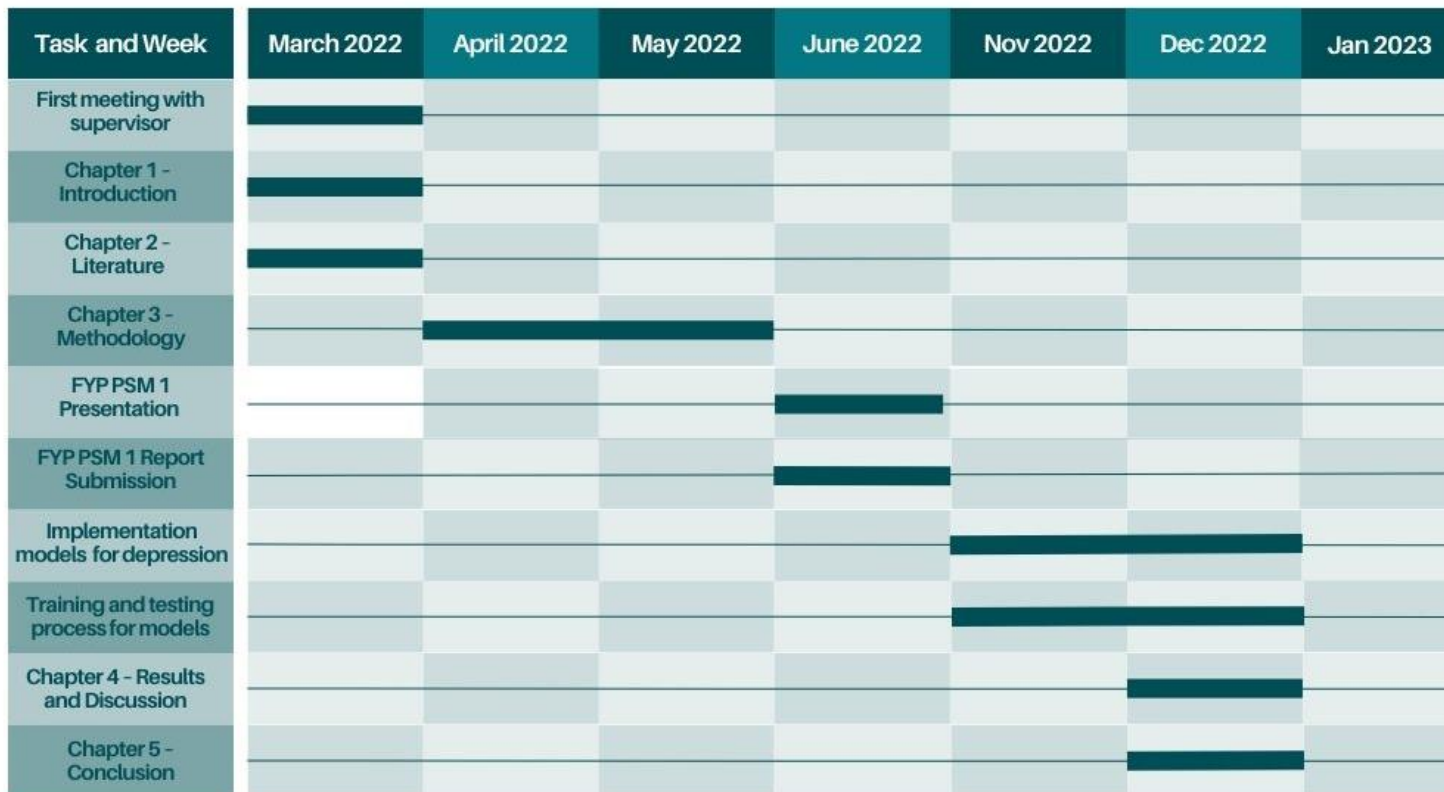 Task and Week March 2022 April 2022 May 2022 June 2022 Nov 2022 Dec 2022 Jan 2023
First meeting with
supervisor
Chapter 1 -
Introduction
Chapter 2 -
Literature
Chapter 3 -
Methodology
FYP PSM 1
Presentation
FYP PSM 1 Report
Submission
Implementation
models for depression
Training and testing
process for models
Chapter 4 - Results
and Discussion
Chapter 5 -
Conclusion